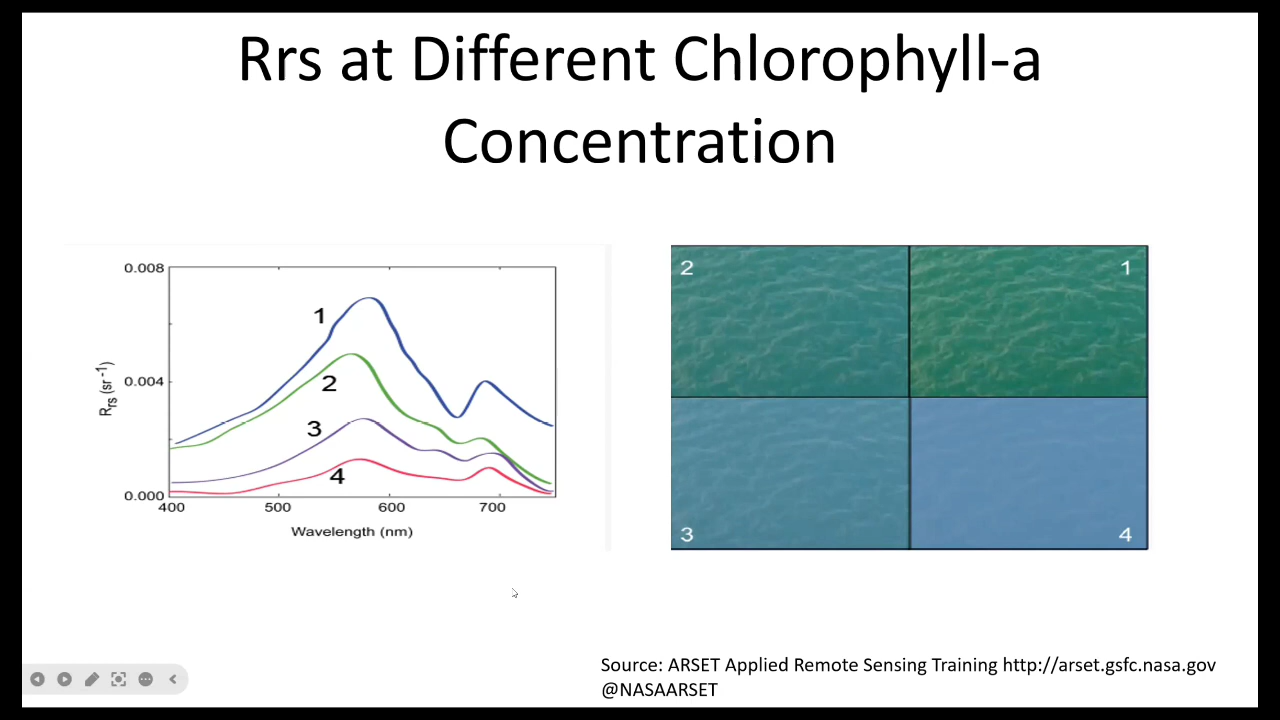 Rrs at Different Chlorophyll-a
Concentration
0.008
0.004
0.000
Rrs (sr-1)
1
2
3
4
400 500 600 700
Wavelength (nm)
2 1
3 4
Source: ARSET Applied Remote Sensing Training http://arset.gsfc.nasa.gov
@NASAARSET